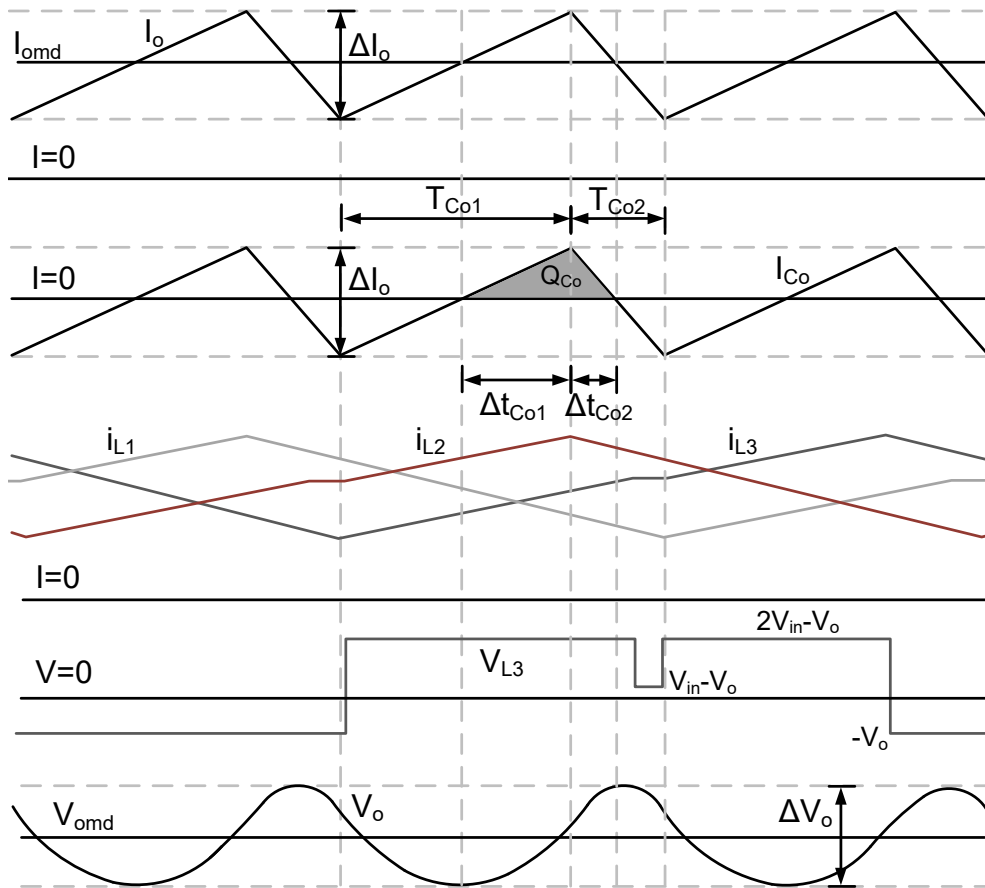 I_omd
I_o
ΔI_o
I=0
T_Co1
T_Co2
I=0
ΔI_o
Q_Co
I_Co
Δt_Co1
Δt_Co2
i_L1
i_L2
i_L3
I=0
2V_in-V_o
V=0
V_L3
V_in-V_o
-V_o
V_omd
V_o
ΔV_o